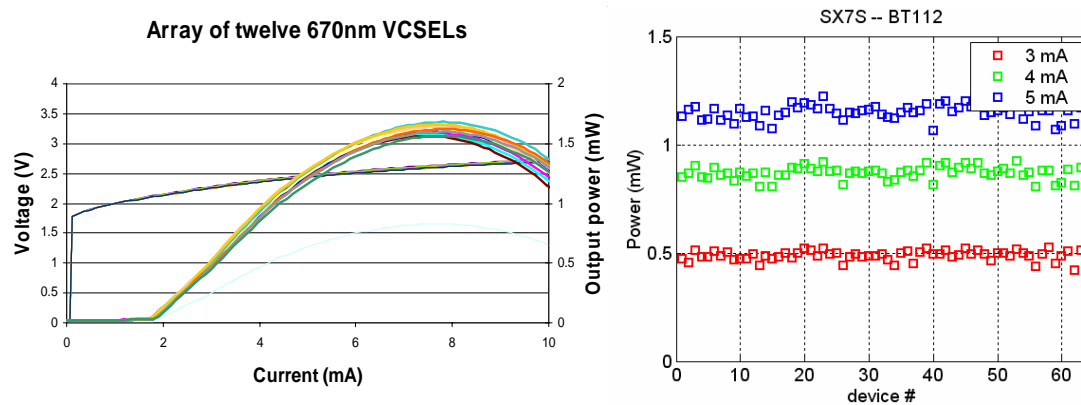 Array of twelve 670nm VCSELs
Voltage (V)
4
3.5
3
2.5
2
1.5
1
0.5
0
0 2 4 6 8 10
Current (mA)
2
1.5
1
0.5
0
Output power (mW)
SX7S -- BT112
Power (mW)
1.5
1
0.5
0
0 10 20 30 40 50 60
device #
3 mA
4 mA
5 mA